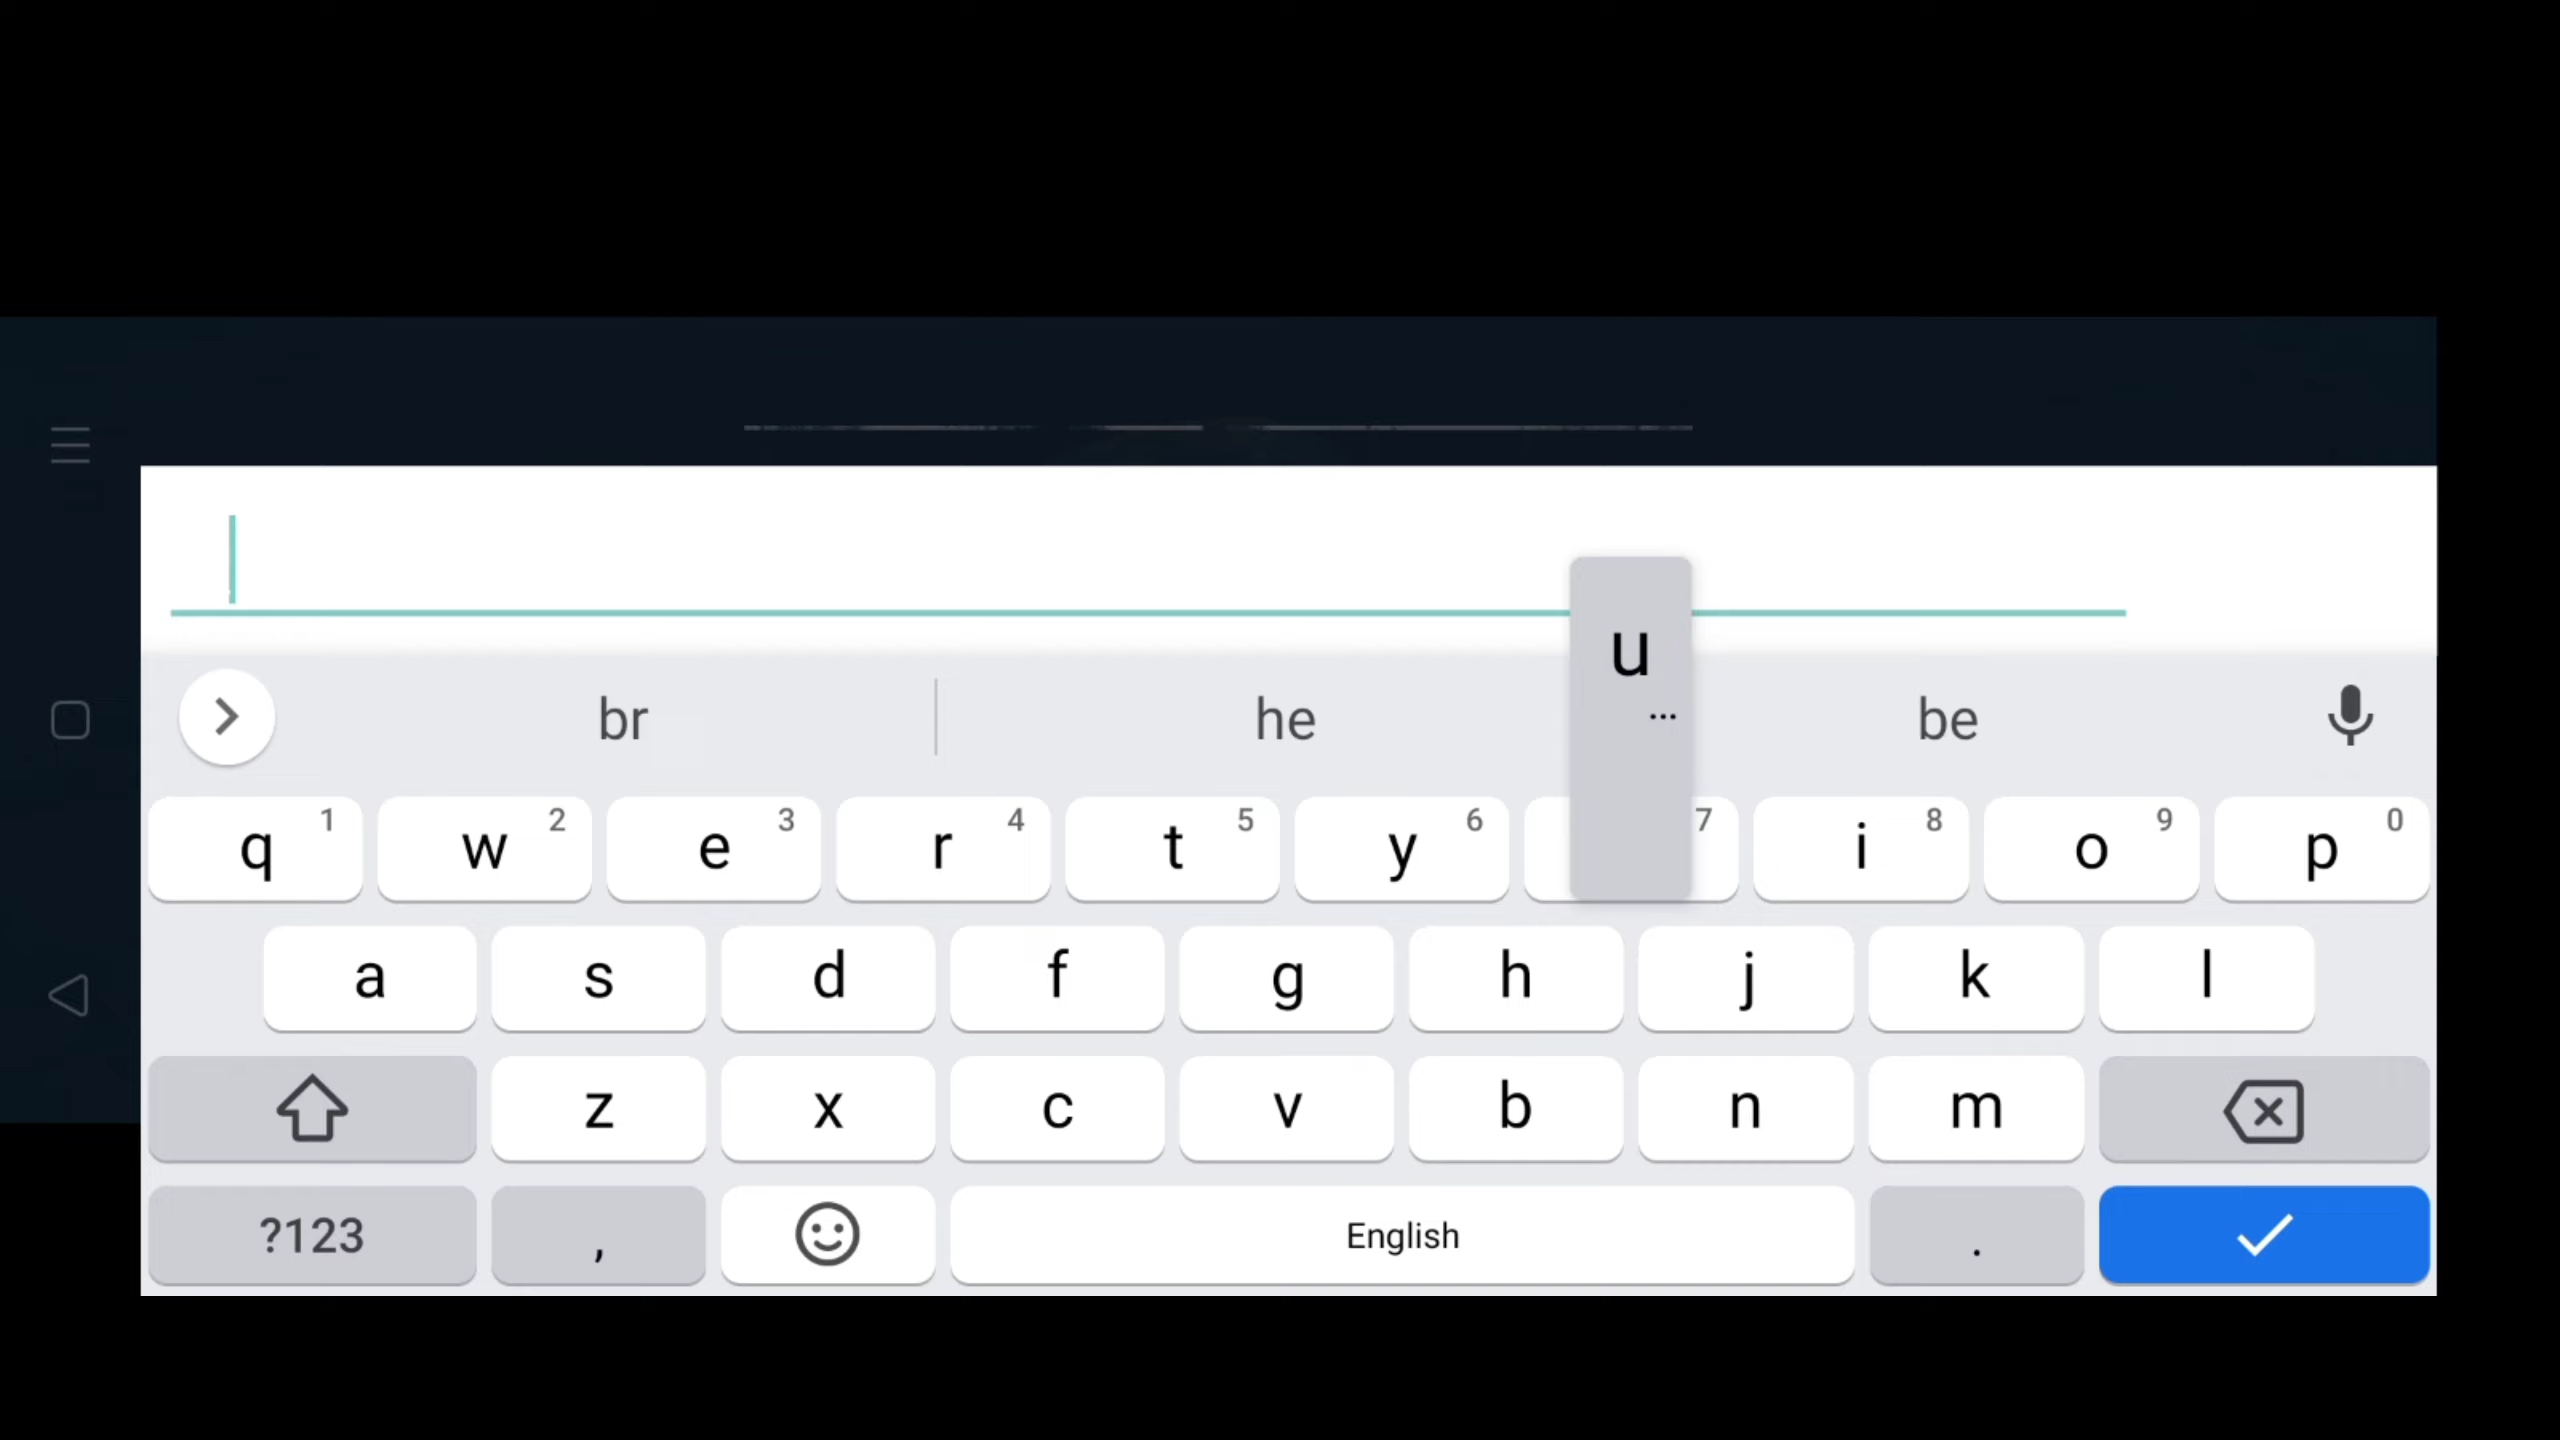 u
...
br he be
q 1 w 2 e 3 r 4 t 5 y 6 7 i 8 o 9 p 0
a s d f g h j k l
z x c v b n m
?123 , English .